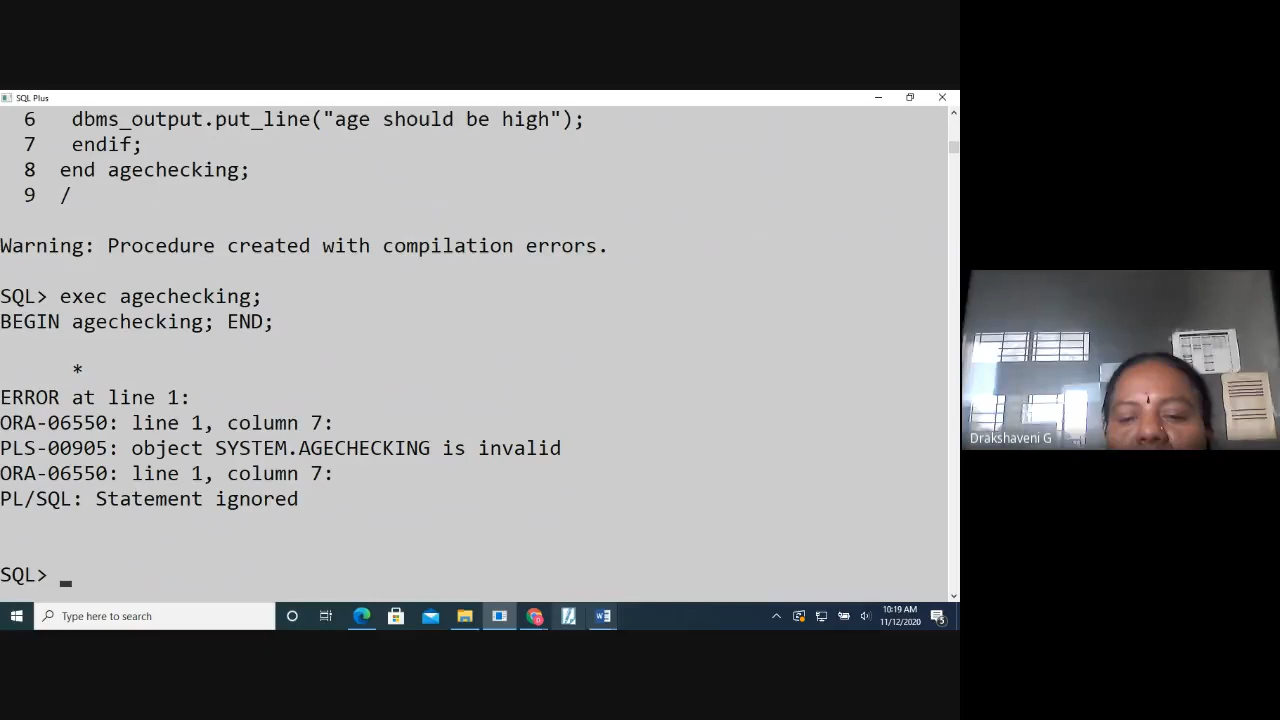 SQL Plus
6 dbms_output.put_line("age should be high");
7 endif;
8 end agechecking;
9 /
Warning: Procedure created with compilation errors.
SQL> exec agechecking;
BEGIN agechecking; END;
*
ERROR at line 1:
ORA-06550: line 1, column 7:
PLS-00905: object SYSTEM.AGECHECKING is invalid
ORA-06550: line 1, column 7:
PL/SQL: Statement ignored
SQL>
Drakshaveni G
Type here to search
10:19 AM
11/12/2020
5